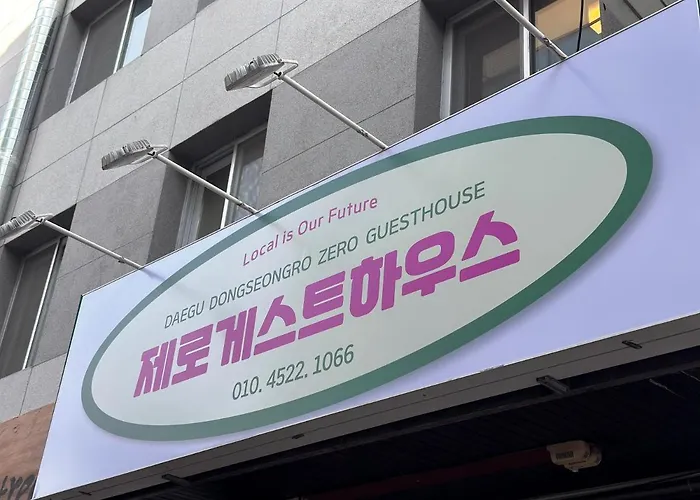 Local is Our Future
DAEGU DONGSEONGRO ZERO GUESTHOUSE
제로게스트하우스
010. 4522. 1066